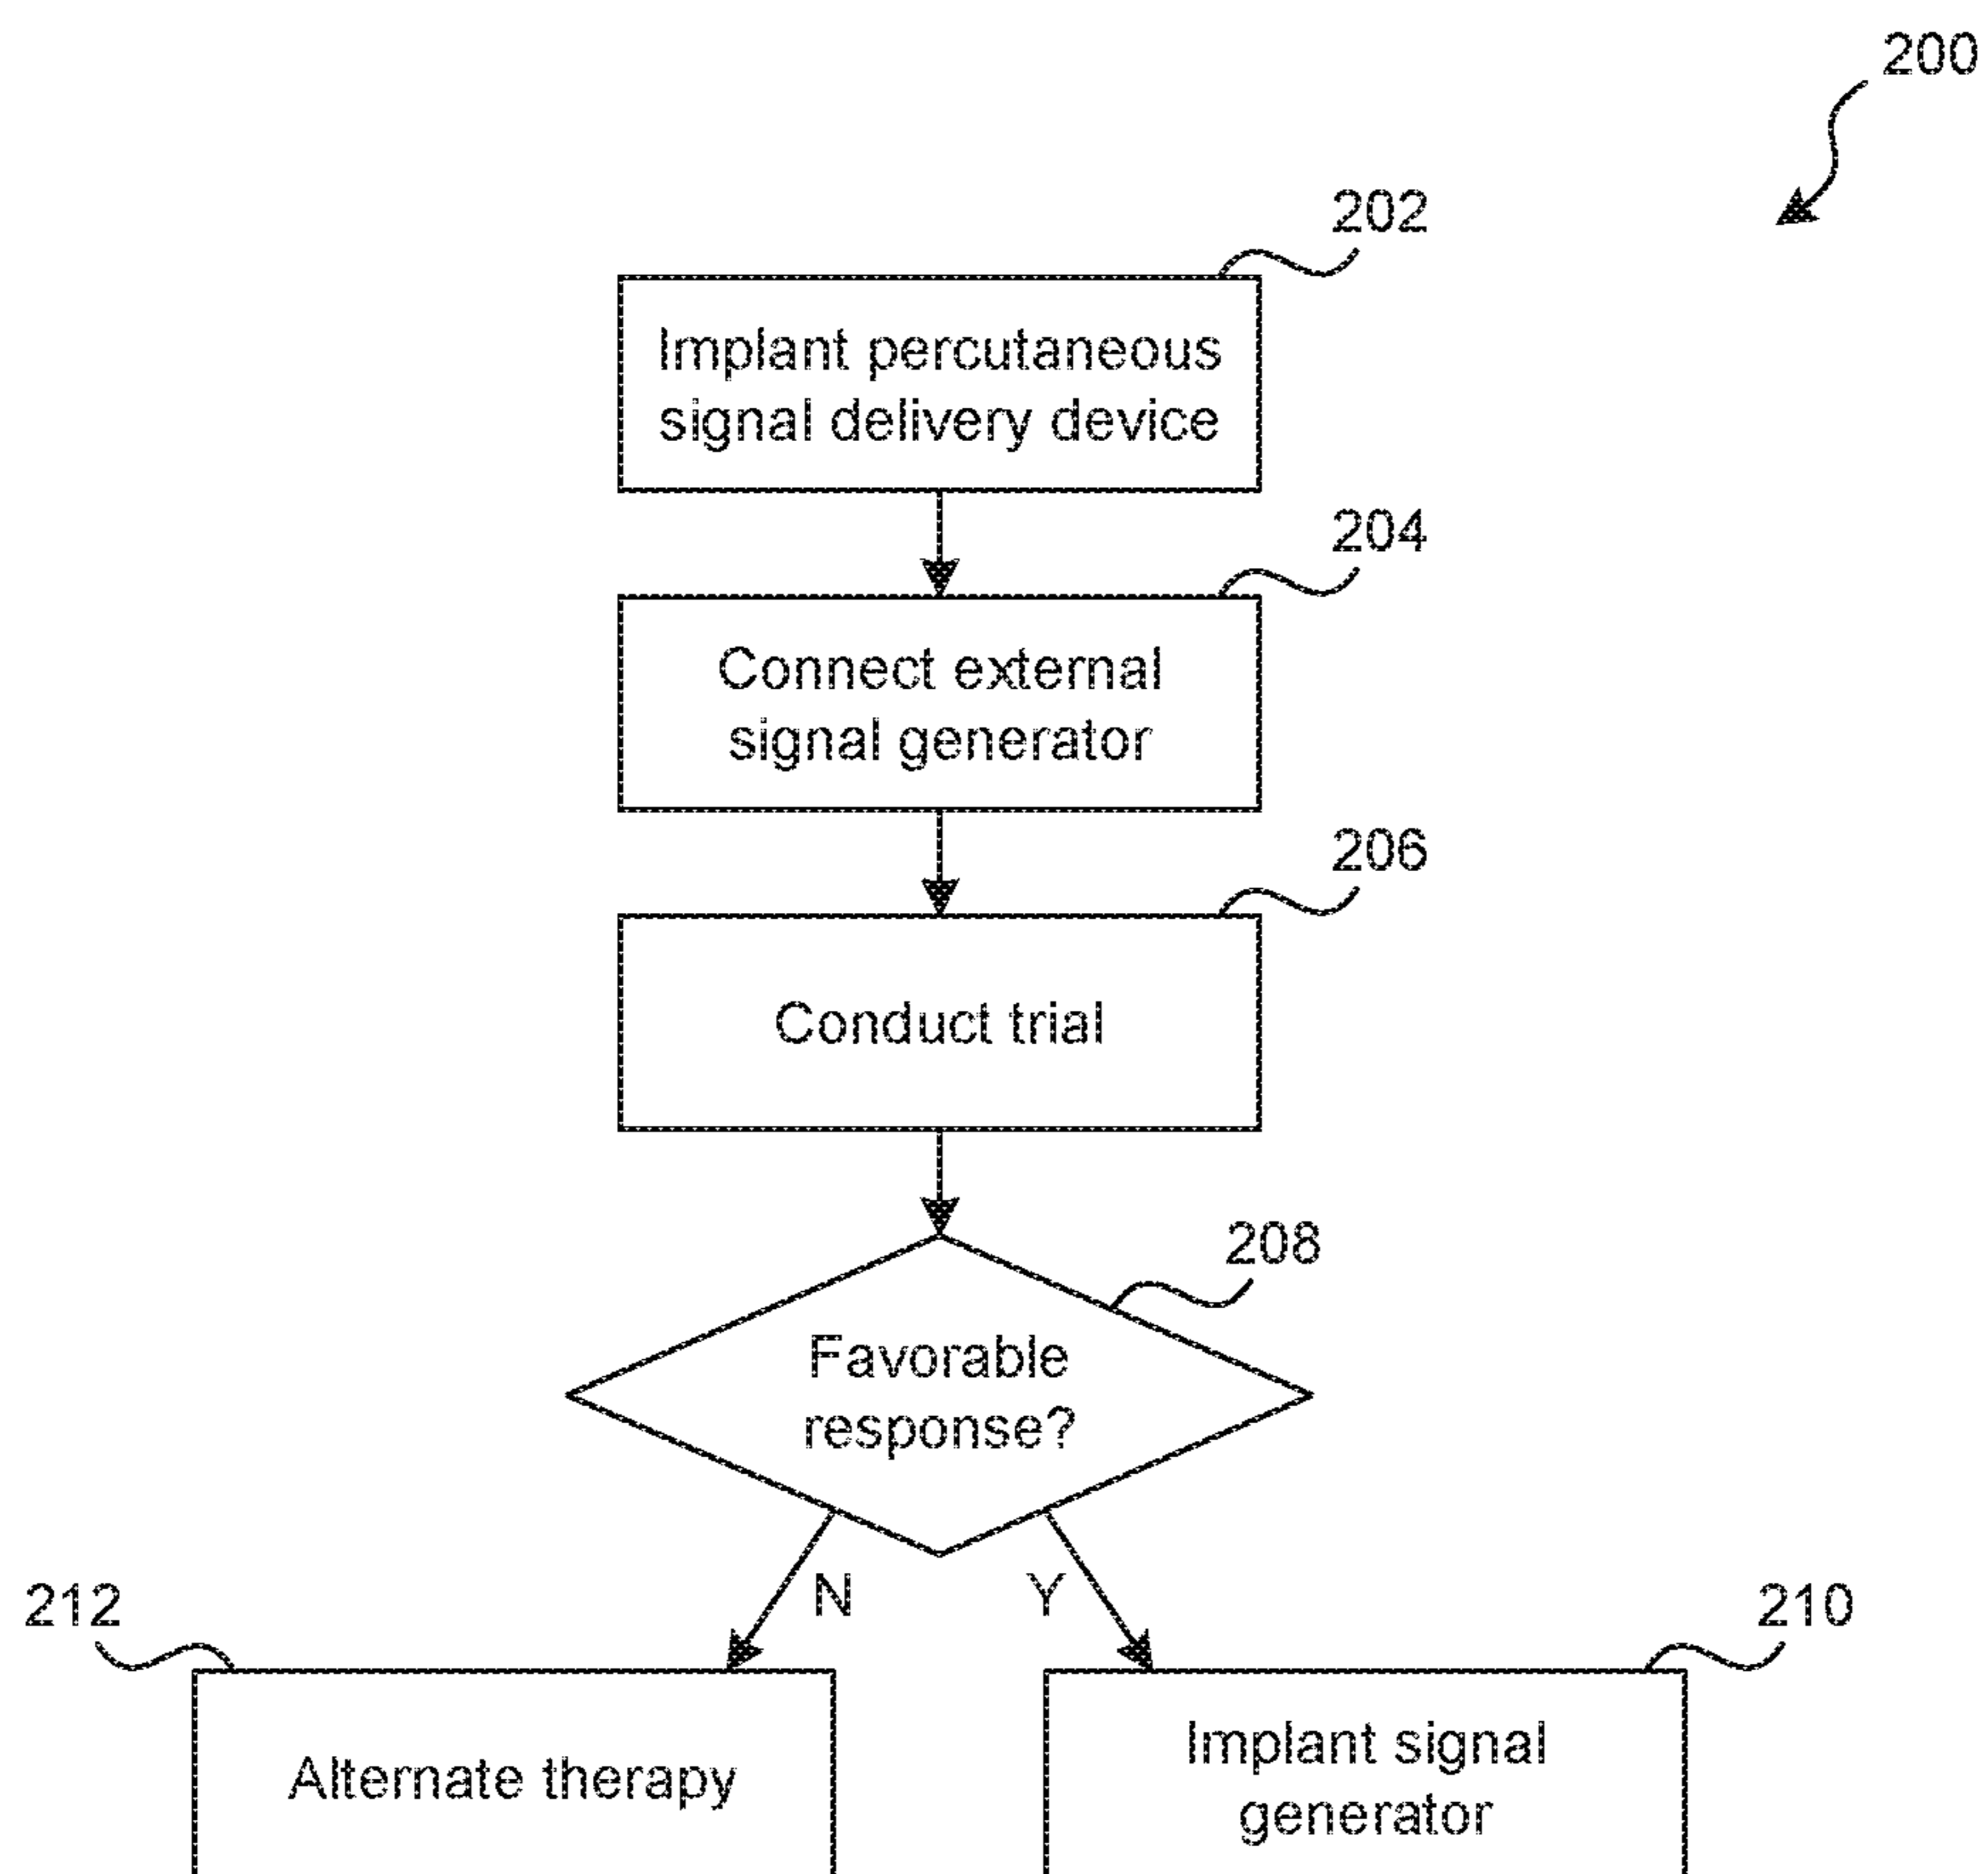 200
202
Implant percutaneous
signal delivery device
204
Connect external
signal generator
206
Conduct trial
208
Favorable
response?
N
Y
212
210
Alternate therapy
Implant signal
generator